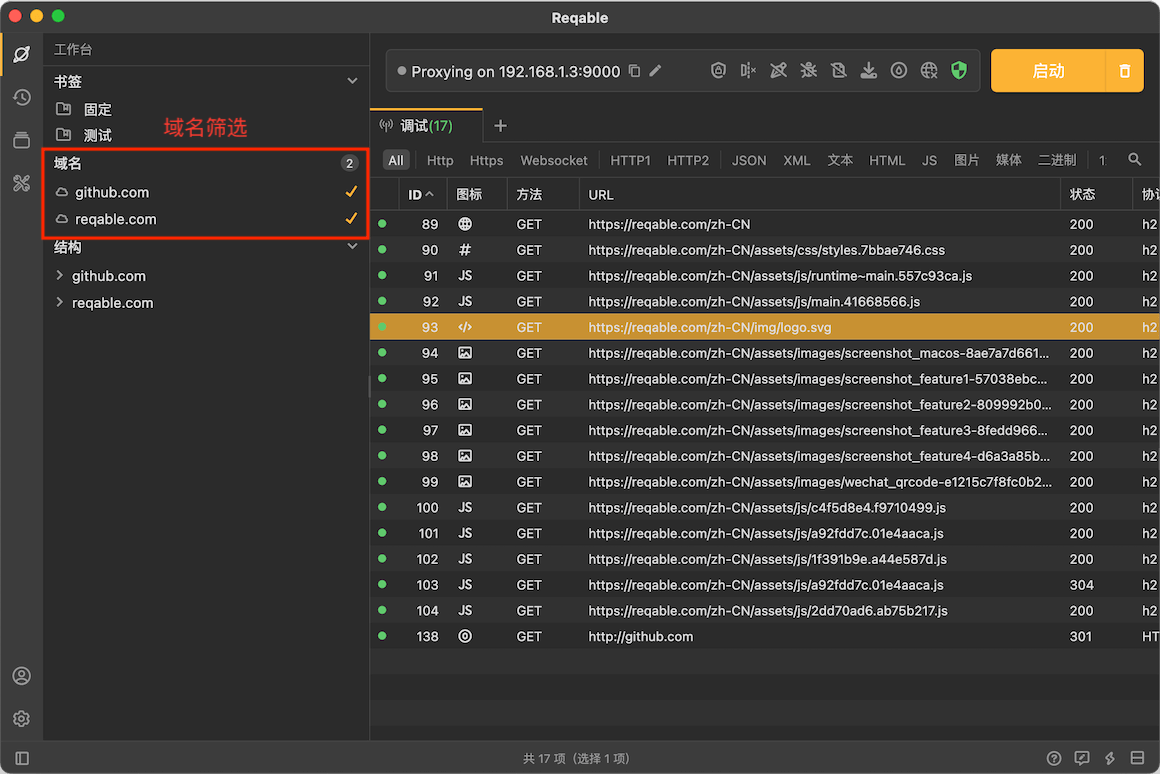 Reqable
工作台
书签
固定
测试
域名筛选
域名 2
github.com
reqable.com
结构
github.com
reqable.com
Proxying on 192.168.1.3:9000
启动
调试(17)
All Http Https Websocket HTTP1 HTTP2 JSON XML 文本 HTML JS 图片 媒体 二进制 1
ID 图标 方法 URL 状态 协议
89 GET https://reqable.com/zh-CN 200 h2
90 # GET https://reqable.com/zh-CN/assets/css/styles.7bbae746.css 200 h2
91 JS GET https://reqable.com/zh-CN/assets/js/runtime~main.557c93ca.js 200 h2
92 JS GET https://reqable.com/zh-CN/assets/js/main.41668566.js 200 h2
93 </> GET https://reqable.com/zh-CN/img/logo.svg 200 h2
94 GET https://reqable.com/zh-CN/assets/images/screenshot_macos-8ae7a7d661... 200 h2
95 GET https://reqable.com/zh-CN/assets/images/screenshot_feature1-57038ebc... 200 h2
96 GET https://reqable.com/zh-CN/assets/images/screenshot_feature2-809992b0... 200 h2
97 GET https://reqable.com/zh-CN/assets/images/screenshot_feature3-8fedd966... 200 h2
98 GET https://reqable.com/zh-CN/assets/images/screenshot_feature4-d6a3a85b... 200 h2
99 GET https://reqable.com/zh-CN/assets/images/wechat_qrcode-e1215c7f8fc0b2... 200 h2
100 JS GET https://reqable.com/zh-CN/assets/js/c4f5d8e4.f9710499.js 200 h2
101 JS GET https://reqable.com/zh-CN/assets/js/a92fdd7c.01e4aaca.js 200 h2
102 JS GET https://reqable.com/zh-CN/assets/js/1f391b9e.a44e587d.js 200 h2
103 JS GET https://reqable.com/zh-CN/assets/js/a92fdd7c.01e4aaca.js 304 h2
104 JS GET https://reqable.com/zh-CN/assets/js/2dd70ad6.ab75b217.js 200 h2
138 GET http://github.com 301 HT
共 17 项（选择 1 项）